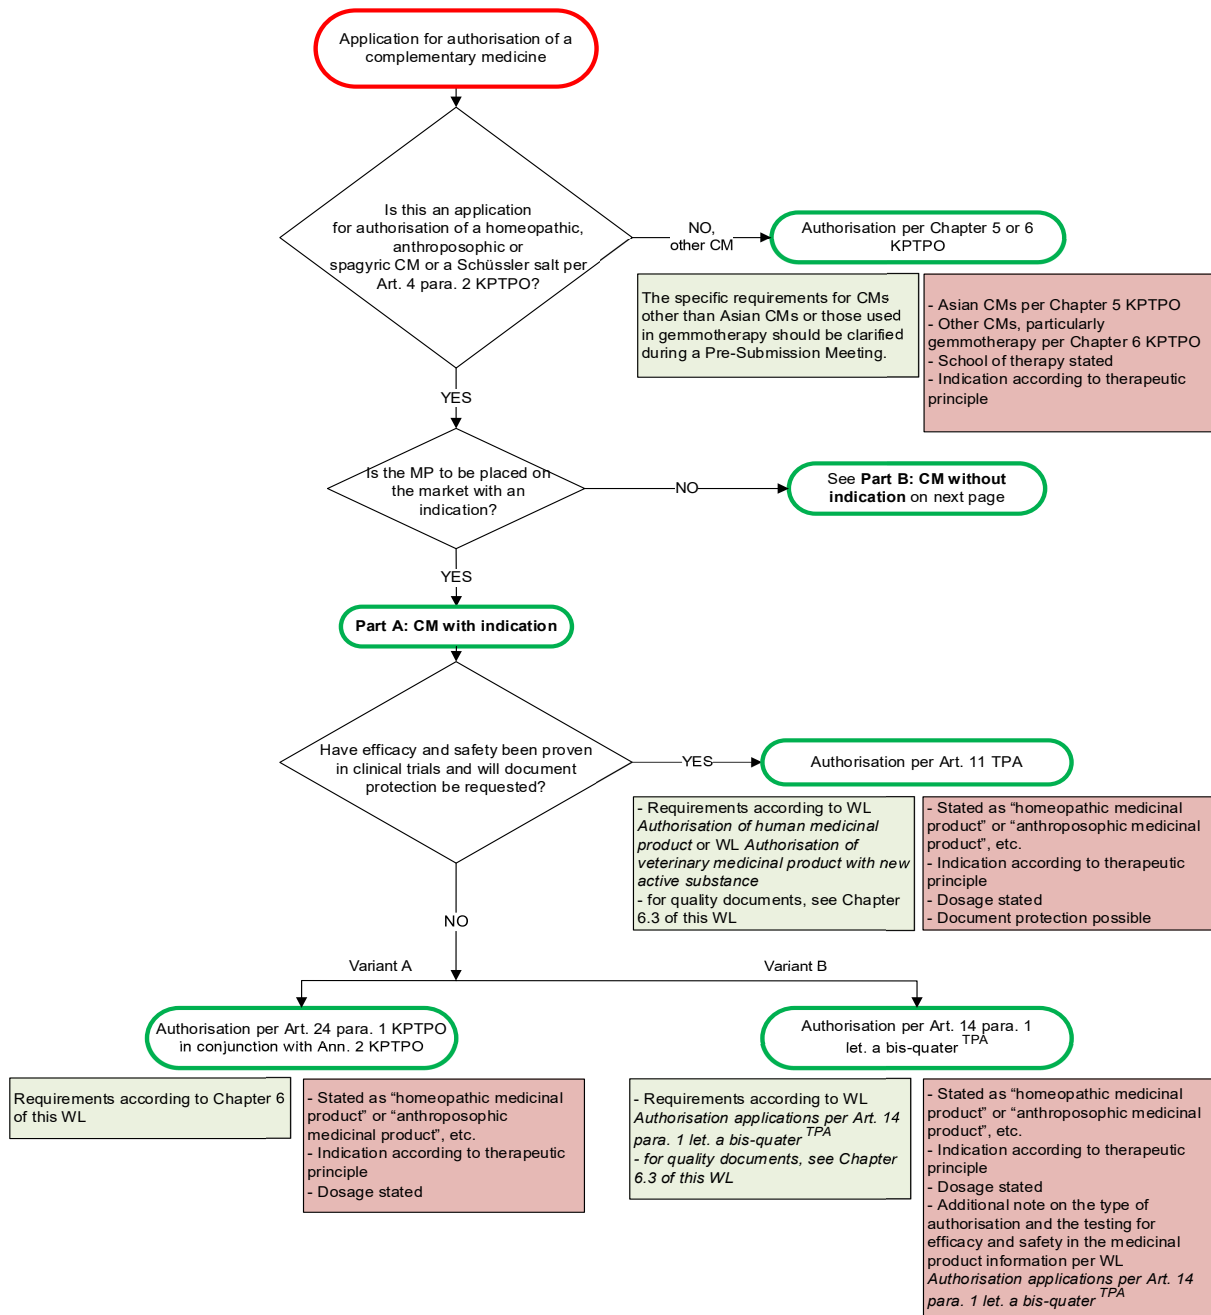 Application for authorisation of a
complementary medicine
Is this an application
for authorisation of a homeopathic,
anthroposophic or
spagyric CM or a Schüssler salt per
Art. 4 para. 2 KPTPO?
NO,
other CM
Authorisation per Chapter 5 or 6
KPTPO
The specific requirements for CMs
other than Asian CMs or those used
in gemmotherapy should be clarified
during a Pre-Submission Meeting.
- Asian CMs per Chapter 5 KPTPO
- Other CMs, particularly
gemmotherapy per Chapter 6 KPTPO
- School of therapy stated
- Indication according to therapeutic
principle
YES
Is the MP to be placed on
the market with an
indication?
NO
See Part B: CM without
indication on next page
YES
Part A: CM with indication
Have efficacy and safety been proven
in clinical trials and will document
protection be requested?
YES
Authorisation per Art. 11 TPA
- Requirements according to WL
Authorisation of human medicinal
product or WL Authorisation of
veterinary medicinal product with new
active substance
- for quality documents, see Chapter
6.3 of this WL
- Stated as “homeopathic medicinal
product” or “anthroposophic medicinal
product”, etc.
- Indication according to therapeutic
principle
- Dosage stated
- Document protection possible
NO
Variant A
Variant B
Authorisation per Art. 24 para. 1 KPTPO
in conjunction with Ann. 2 KPTPO
Requirements according to Chapter 6
of this WL
- Stated as “homeopathic medicinal
product” or “anthroposophic
medicinal product”, etc.
- Indication according to therapeutic
principle
- Dosage stated
Authorisation per Art. 14 para. 1
let. a bis-quater TPA
- Requirements according to WL
Authorisation applications per Art. 14
para. 1 let. a bis-quater TPA
- for quality documents, see Chapter
6.3 of this WL
- Stated as “homeopathic medicinal
product” or “anthroposophic medicinal
product”, etc.
- Indication according to therapeutic
principle
- Dosage stated
- Additional note on the type of
authorisation and the testing for
efficacy and safety in the medicinal
product information per WL
Authorisation applications per Art. 14
para. 1 let. a bis-quater TPA